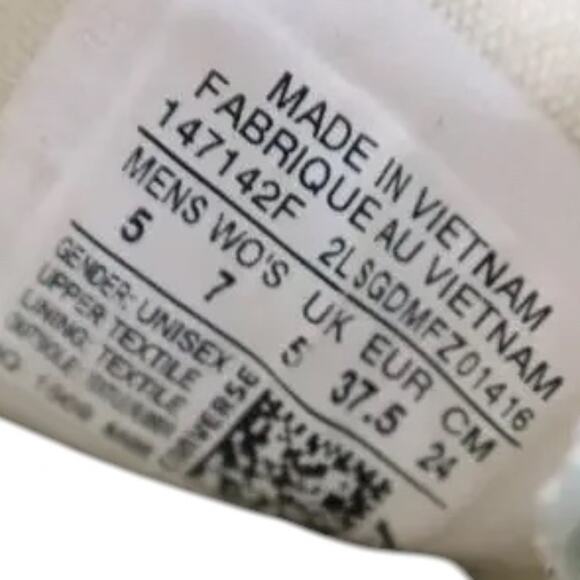 MADE IN VIETNAM
FABRIQUE AU VIETNAM
147142F 2LSGDMFZ01416
MENS WO'S UK EUR CM
5 7 5 37.5 24
GENDER: UNISEX
UPPER TEXTILE
LINING: TEXTILE
CONVERSE